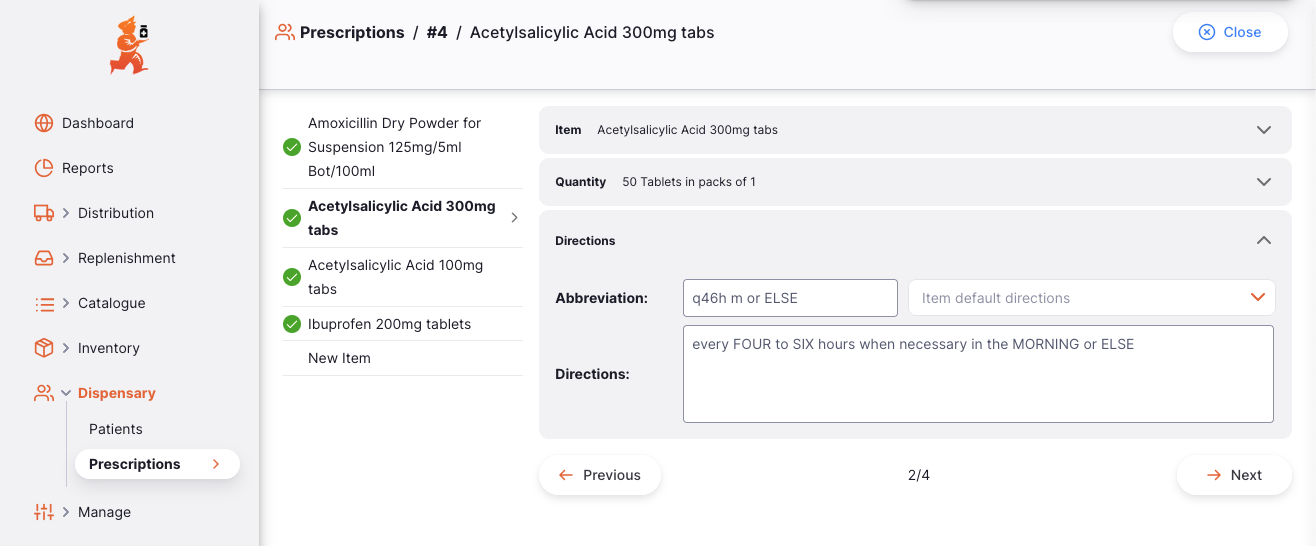 Prescriptions / #4 / Acetylsalicylic Acid 300mg tabs
Close
Dashboard
Reports
Distribution
Replenishment
Catalogue
Inventory
Dispensary
Patients
Prescriptions
Manage
Amoxicillin Dry Powder for
Suspension 125mg/5ml
Bot/100ml
Acetylsalicylic Acid 300mg
tabs
Acetylsalicylic Acid 100mg
tabs
Ibuprofen 200mg tablets
New Item
Item Acetylsalicylic Acid 300mg tabs
Quantity 50 Tablets in packs of 1
Directions
Abbreviation: q46h m or ELSE Item default directions
Directions: every FOUR to SIX hours when necessary in the MORNING or ELSE
Previous 2/4 Next